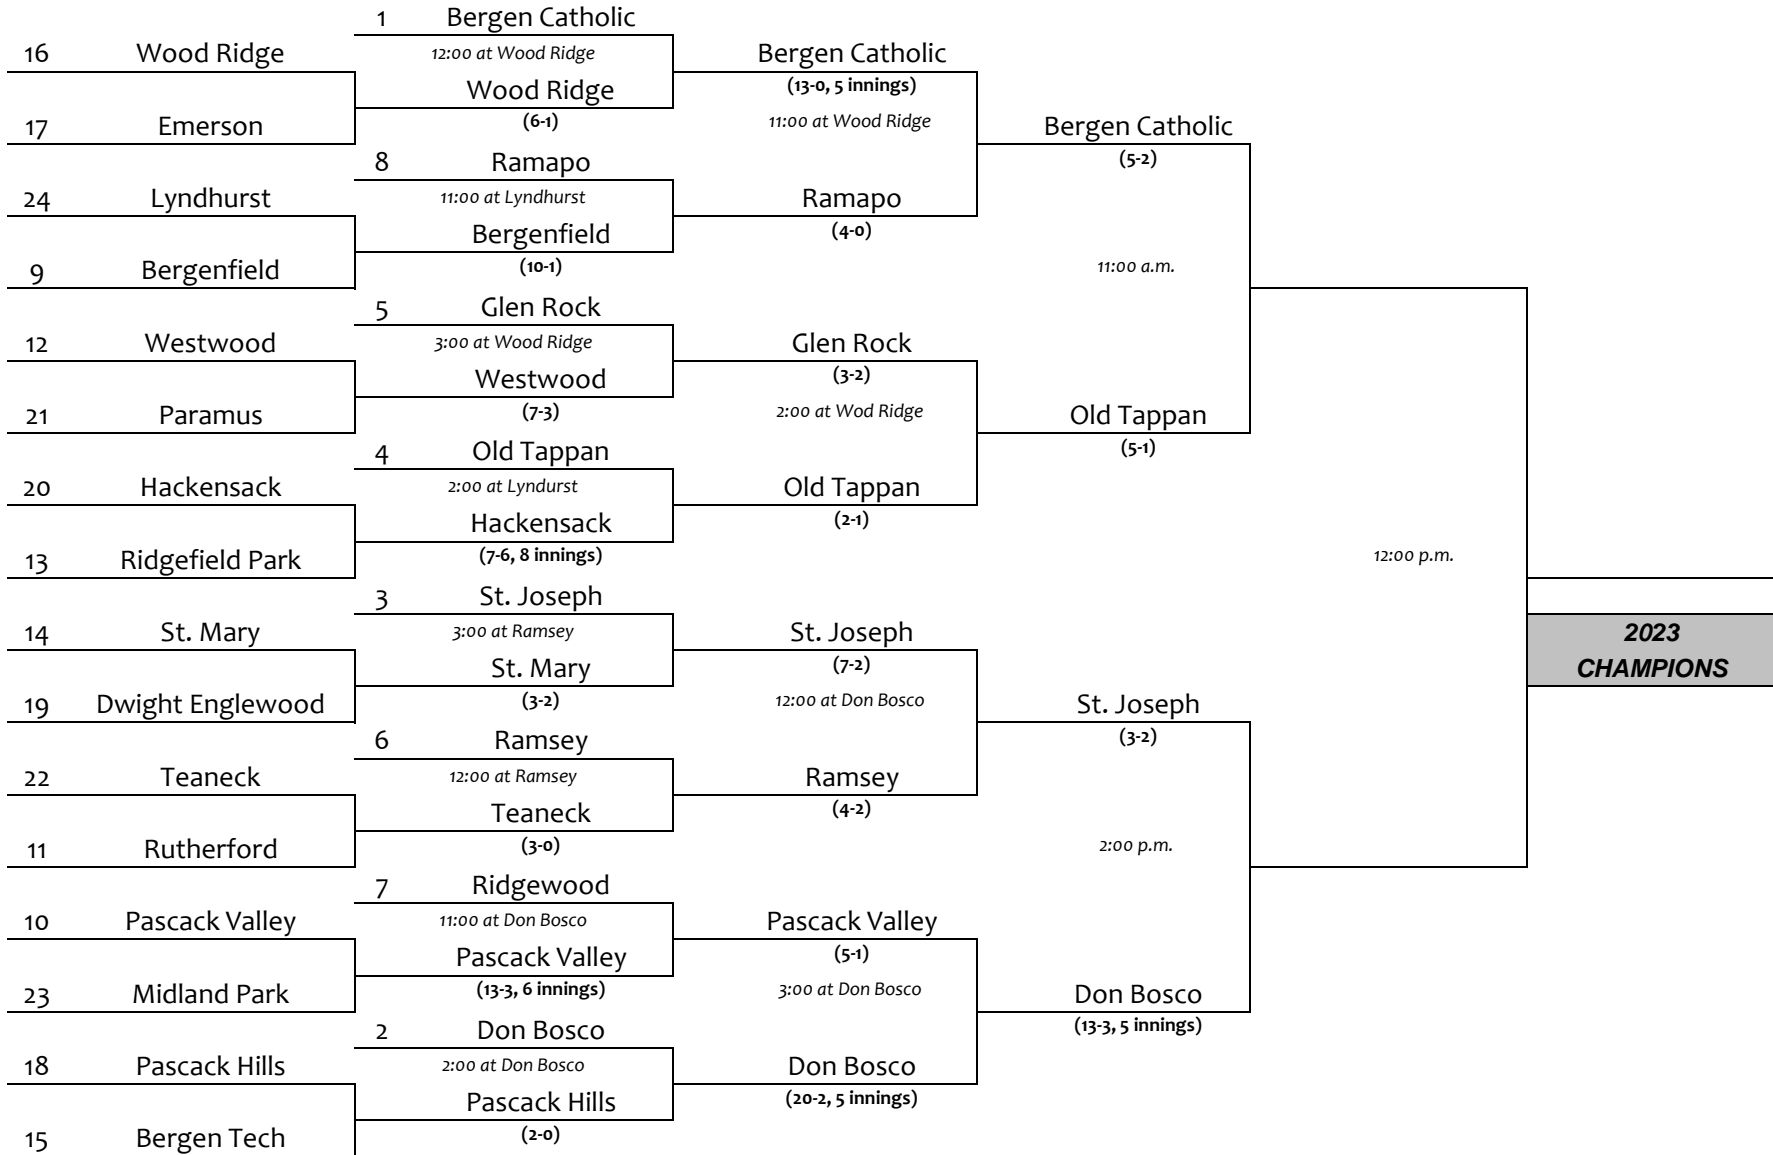 1 Bergen Catholic
16 Wood Ridge 12:00 at Wood Ridge Bergen Catholic
Wood Ridge (13-0, 5 innings)
17 Emerson (6-1) 11:00 at Wood Ridge Bergen Catholic
8 Ramapo (5-2)
24 Lyndhurst 11:00 at Lyndhurst Ramapo
Bergenfield (4-0)
9 Bergenfield (10-1) 11:00 a.m.
5 Glen Rock
12 Westwood 3:00 at Wood Ridge Glen Rock
Westwood (3-2)
21 Paramus (7-3) 2:00 at Wod Ridge Old Tappan
4 Old Tappan (5-1)
20 Hackensack 2:00 at Lyndurst Old Tappan
Hackensack (2-1)
13 Ridgefield Park (7-6, 8 innings) 12:00 p.m.
3 St. Joseph
14 St. Mary 3:00 at Ramsey St. Joseph 2023
St. Mary (7-2) CHAMPIONS
19 Dwight Englewood (3-2) 12:00 at Don Bosco St. Joseph
6 Ramsey (3-2)
22 Teaneck 12:00 at Ramsey Ramsey
Teaneck (4-2)
11 Rutherford (3-0) 2:00 p.m.
7 Ridgewood
10 Pascack Valley 11:00 at Don Bosco Pascack Valley
Pascack Valley (5-1)
23 Midland Park (13-3, 6 innings) 3:00 at Don Bosco Don Bosco
2 Don Bosco (13-3, 5 innings)
18 Pascack Hills 2:00 at Don Bosco Don Bosco
Pascack Hills (20-2, 5 innings)
15 Bergen Tech (2-0)